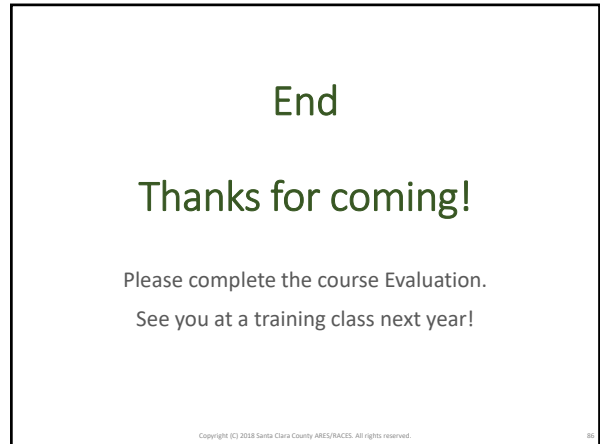 End
Thanks for coming!
Please complete the course Evaluation.
See you at a training class next year!
Copyright (C) 2018 Santa Clara County ARES/RACES. All rights reserved.
86